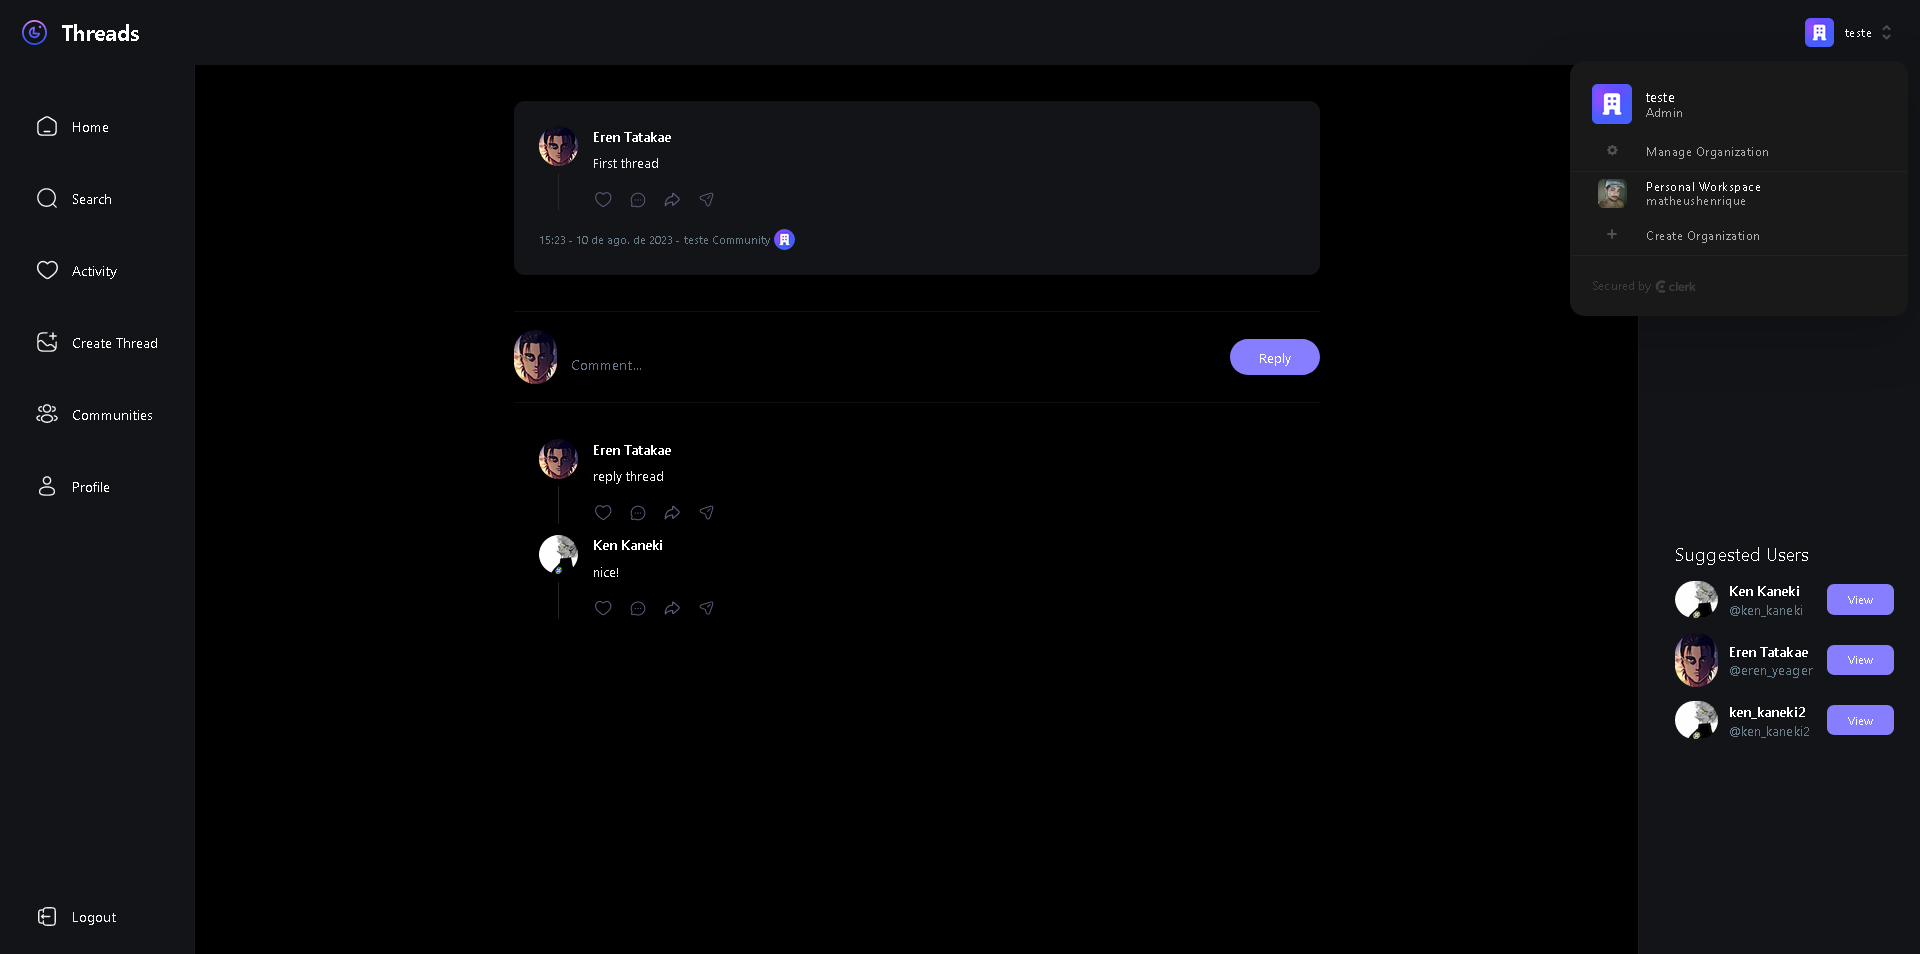 Threads
teste
Home
Search
Activity
Create Thread
Communities
Profile
Logout
Eren Tatakae
First thread
15:23 - 10 de ago. de 2023 - teste Community
Comment...
Reply
Eren Tatakae
reply thread
Ken Kaneki
nice!
teste
Admin
Manage Organization
Personal Workspace
matheushenrique
Create Organization
Secured by clerk
Suggested Users
Ken Kaneki
@ken_kaneki
View
Eren Tatakae
@eren_yeager
View
ken_kaneki2
@ken_kaneki2
View